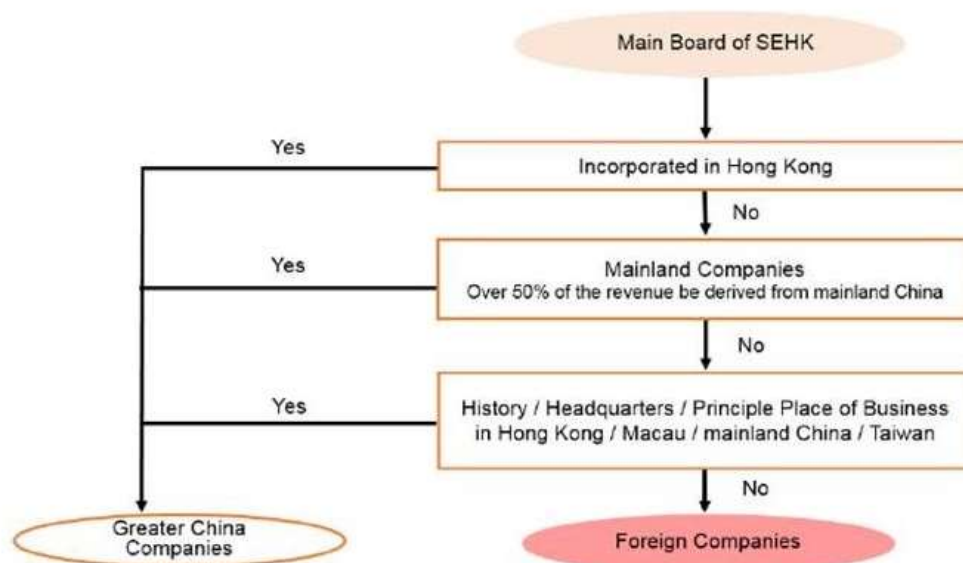 Main Board of SEHK
Yes
Incorporated in Hong Kong
No
Yes
Mainland Companies
Over 50% of the revenue be derived from mainland China
No
Yes
History / Headquarters / Principle Place of Business
in Hong Kong / Macau / mainland China / Taiwan
No
Greater China
Companies
Foreign Companies